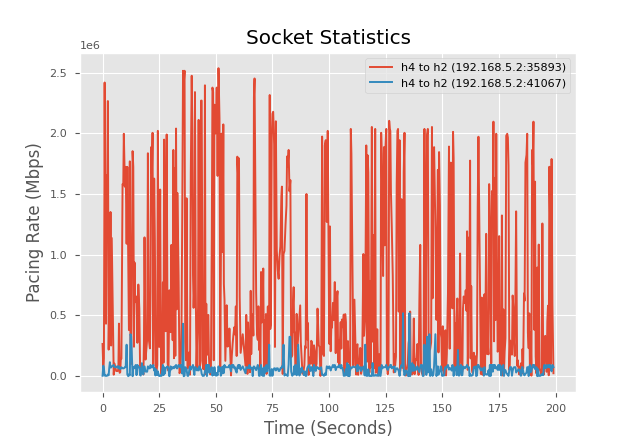 Socket Statistics
1e6
h4 to h2 (192.168.5.2:35893)
h4 to h2 (192.168.5.2:41067)
2.5
2.0
1.5
1.0
0.5
0.0
Pacing Rate (Mbps)
0 25 50 75 100 125 150 175 200
Time (Seconds)